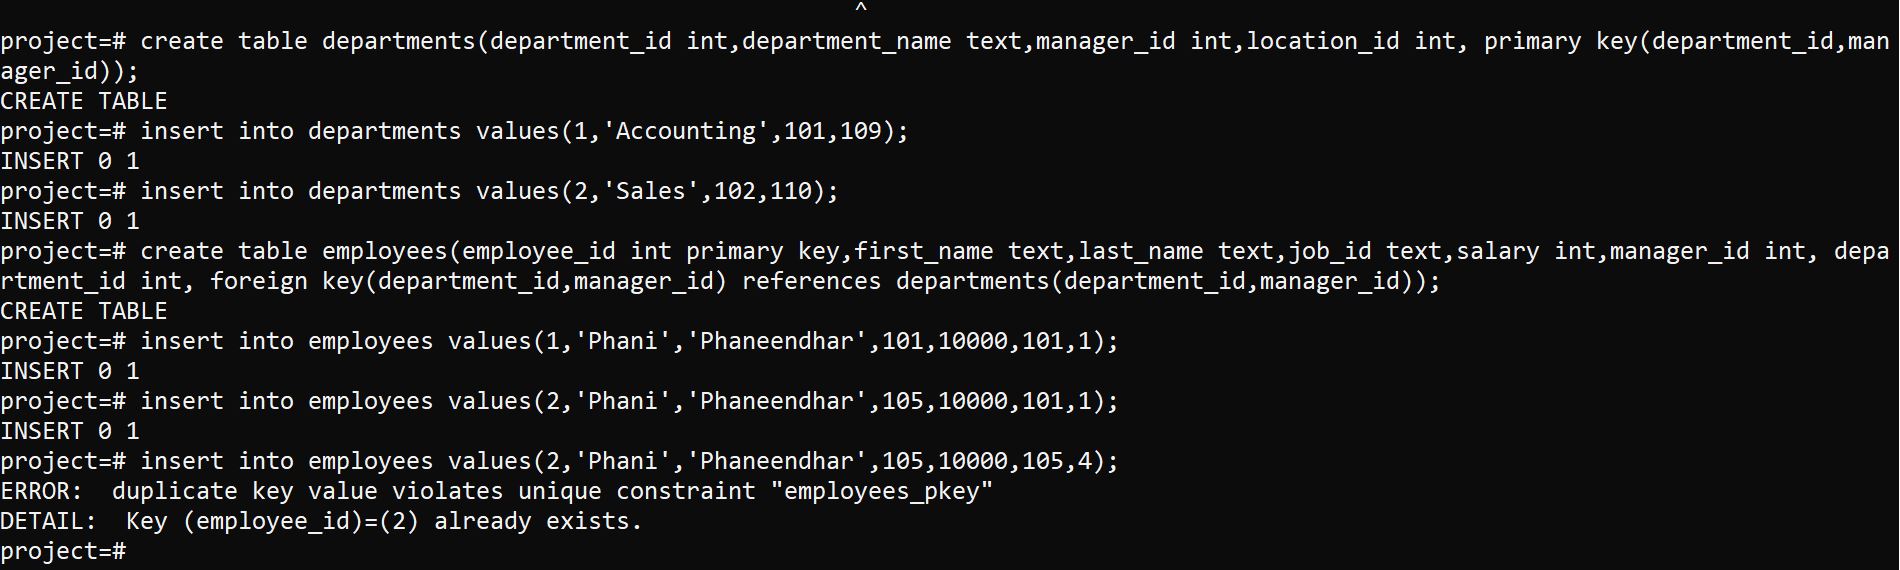 ^
project=# create table departments(department_id int,department_name text,manager_id int,location_id int, primary key(department_id,man
ager_id));
CREATE TABLE
project=# insert into departments values(1,'Accounting',101,109);
INSERT 0 1
project=# insert into departments values(2,'Sales',102,110);
INSERT 0 1
project=# create table employees(employee_id int primary key,first_name text,last_name text,job_id text,salary int,manager_id int, depa
rtment_id int, foreign key(department_id,manager_id) references departments(department_id,manager_id));
CREATE TABLE
project=# insert into employees values(1,'Phani','Phaneendhar',101,10000,101,1);
INSERT 0 1
project=# insert into employees values(2,'Phani','Phaneendhar',105,10000,101,1);
INSERT 0 1
project=# insert into employees values(2,'Phani','Phaneendhar',105,10000,105,4);
ERROR:  duplicate key value violates unique constraint "employees_pkey"
DETAIL:  Key (employee_id)=(2) already exists.
project=#